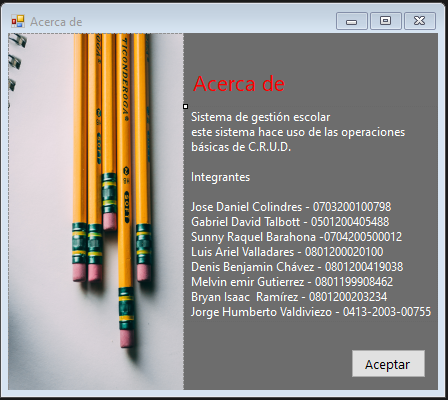 Acerca de
TICONDEROGA
Acerca de
Sistema de gestión escolar
este sistema hace uso de las operaciones
básicas de C.R.U.D.
Integrantes
Jose Daniel Colindres - 0703200100798
Gabriel David Talbott - 0501200405488
Sunny Raquel Barahona -0704200500012
Luis Ariel Valladares - 0801200020100
Denis Benjamin Chávez - 0801200419038
Melvin emir Gutierrez - 0801199908462
Bryan Isaac  Ramírez - 0801200203234
Jorge Humberto Valdiviezo - 0413-2003-00755
Aceptar